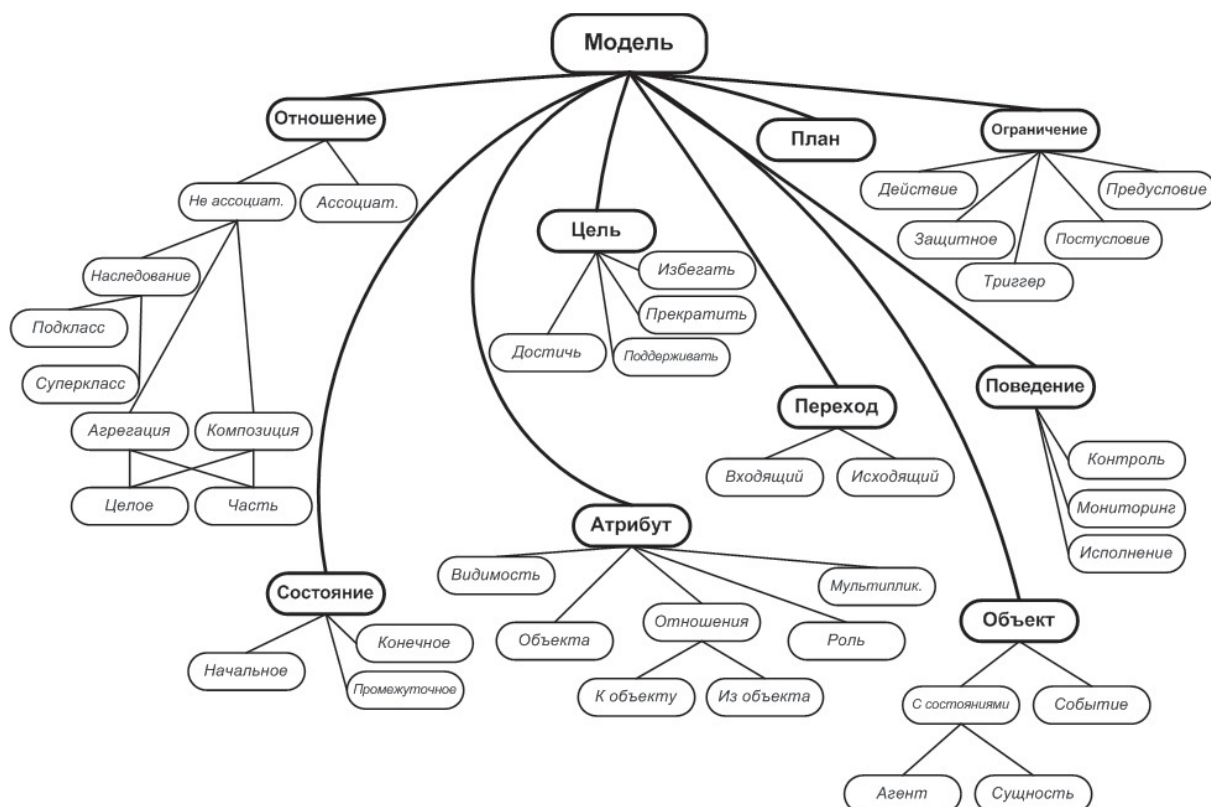 Модель
Отношение
План
Ограничение
Не ассоциат.
Ассоциат.
Действие
Предусловие
Цель
Защитное
Постусловие
Наследование
Избегать
Триггер
Подкласс
Прекратить
Достичь
Поддерживать
Суперкласс
Поведение
Переход
Агрегация
Композиция
Контроль
Входящий
Исходящий
Целое
Часть
Мониторинг
Атрибут
Исполнение
Видимость
Мультиплик.
Состояние
Объекта
Отношения
Роль
Объект
Конечное
Начальное
Промежуточное
К объекту
Из объекта
С состояниями
Событие
Агент
Сущность